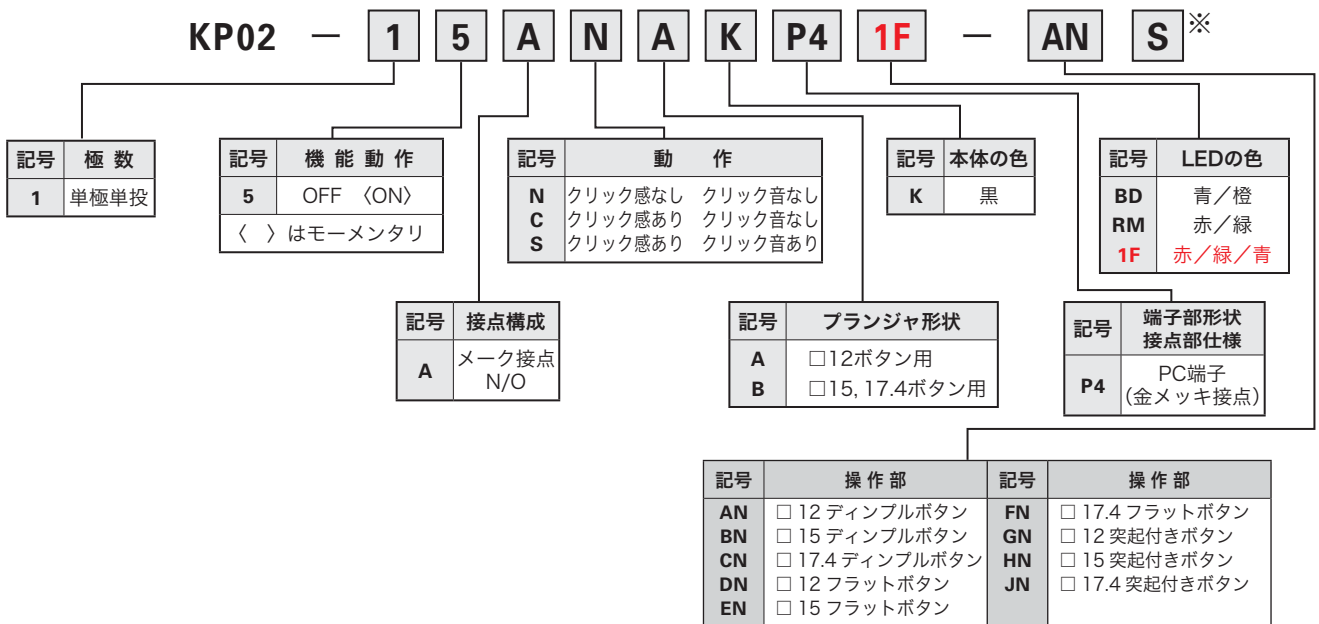 KP02 － 1 5 A N A K P4 1F － AN S ※
記号 極 数
1 単極単投
記号 機 能 動 作
5 OFF 〈ON〉
〈　〉はモーメンタリ
記号 動　作
N クリック感なし クリック音なし
C クリック感あり クリック音なし
S クリック感あり クリック音あり
記号 本体の色
K 黒
記号 LEDの色
BD 青／橙
RM 赤／緑
1F 赤／緑／青
記号 接点構成
A メーク接点
N/O
記号 プランジャ形状
A □12ボタン用
B □15, 17.4ボタン用
記号 端子部形状
接点部仕様
P4 PC端子
（金メッキ接点）
記号 操 作 部 記号 操 作 部
AN □ 12 ディンプルボタン FN □ 17.4 フラットボタン
BN □ 15 ディンプルボタン GN □ 12 突起付きボタン
CN □ 17.4 ディンプルボタン HN □ 15 突起付きボタン
DN □ 12 フラットボタン JN □ 17.4 突起付きボタン
EN □ 15 フラットボタン